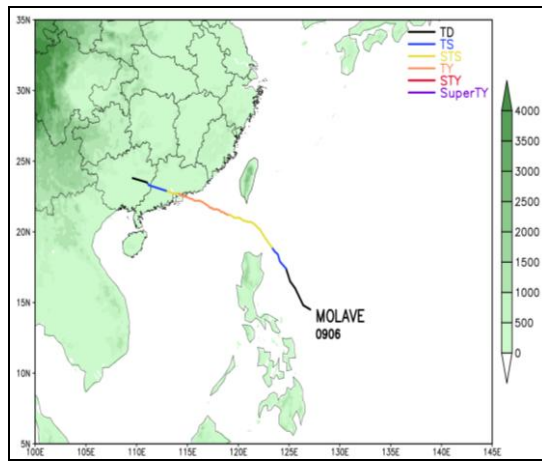 35N
30N
25N
20N
15N
10N
5N
100E 105E 110E 115E 120E 125E 130E 135E 140E 145E
TD
TS
STS
TY
STY
SuperTY
MOLAVE
0906
4000
3500
3000
2500
2000
1500
1000
500
0